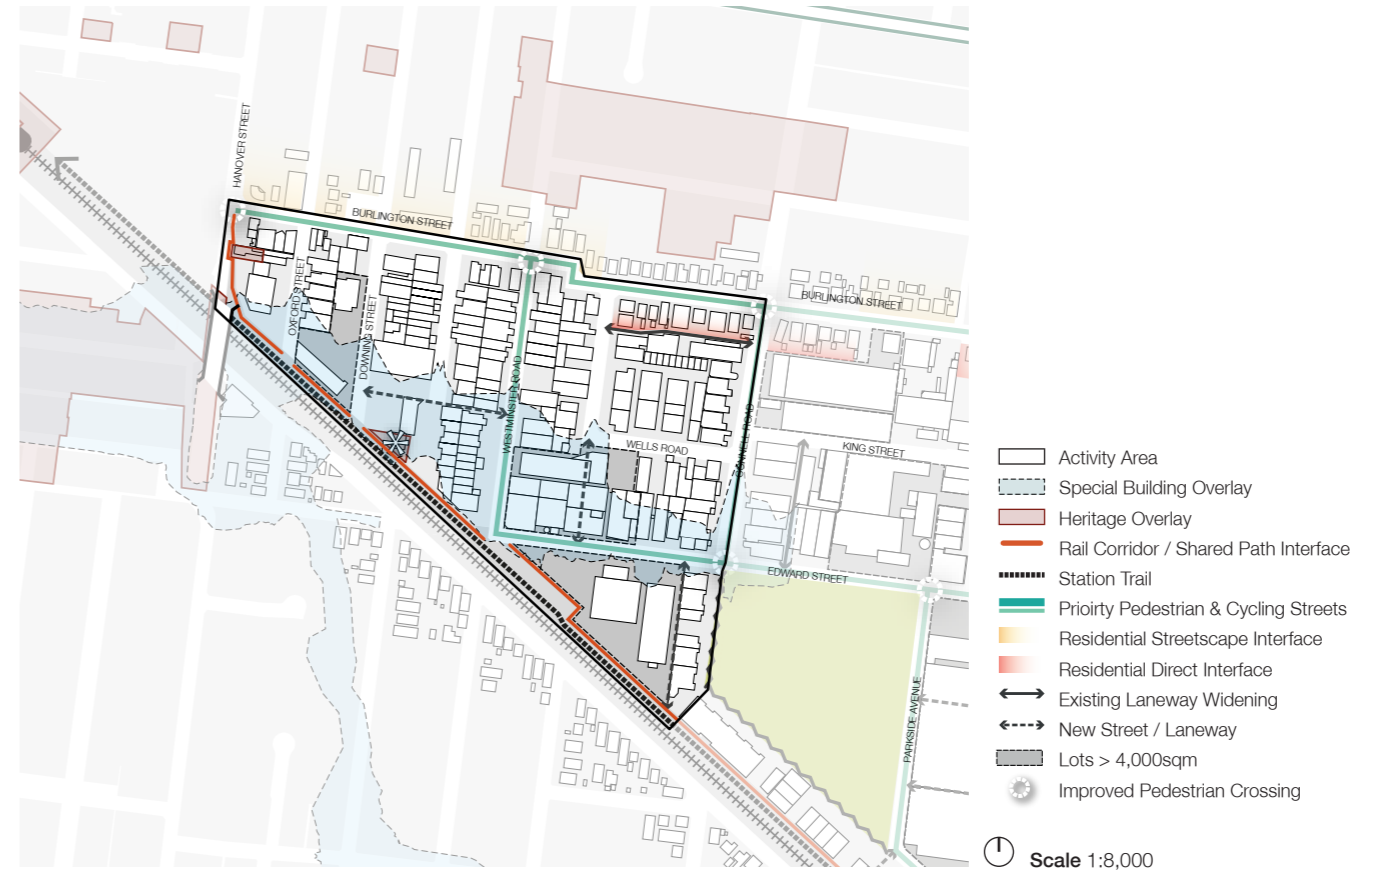 HANOVER STREET
BURLINGTON STREET
BURLINGTON STREET
OXFORD STREET
DOWNING STREET
WESTMINSTER ROAD
WELLS ROAD
KING STREET
EDWARD STREET
PARKSIDE AVENUE
Activity Area
Special Building Overlay
Heritage Overlay
Rail Corridor / Shared Path Interface
Station Trail
Prioirty Pedestrian & Cycling Streets
Residential Streetscape Interface
Residential Direct Interface
Existing Laneway Widening
New Street / Laneway
Lots > 4,000sqm
Improved Pedestrian Crossing
Scale 1:8,000